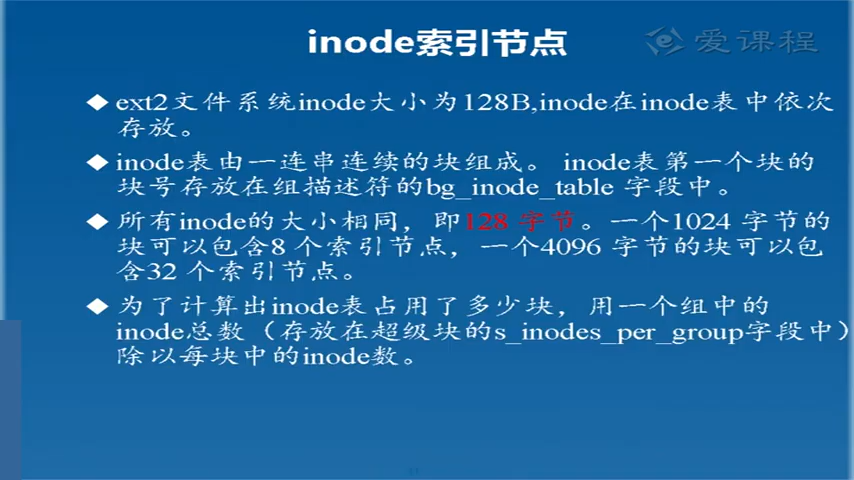 inode索引节点
爱课程
ext2文件系统inode大小为128B,inode在inode表中依次
存放。
inode表由一连串连续的块组成。 inode表第一个块的
块号存放在组描述符的bg_inode_table 字段中。
所有inode的大小相同，即128 字节。一个1024 字节的
块可以包含8 个索引节点，一个4096 字节的块可以包
含32 个索引节点。
为了计算出inode表占用了多少块，用一个组中的
inode总数（存放在超级块的s_inodes_per_group字段中）
除以每块中的inode数。